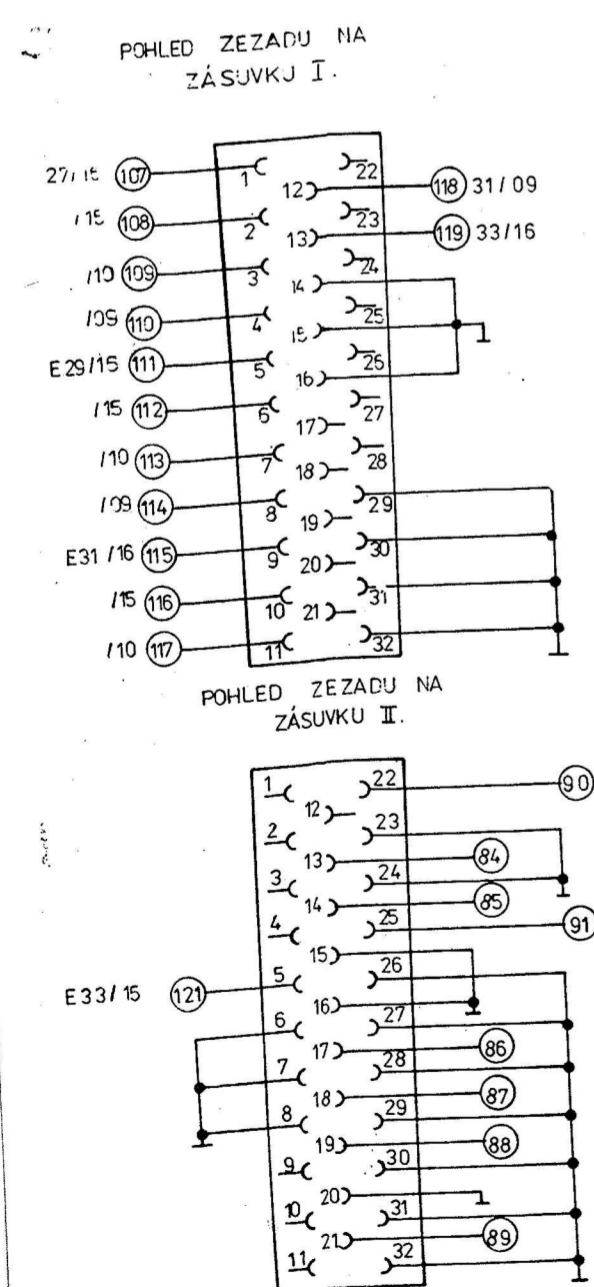 POHLED ZEZADU NA
ZÁSUVKU I.
27/15 107 1 22
12 118 31/09
/15 108 2 23
13 119 33/16
/10 109 3 24
14
/09 110 4 25
15
E29/15 111 5 26
16
/15 112 6 27
17
/10 113 7 28
18
/09 114 8 29
19
E31/16 115 9 30
20
/15 116 10 31
21
/10 117 11 32
POHLED ZEZADU NA
ZÁSUVKU II.
1 22 90
12
2 23
13 84
3 24
14 85
4 25 91
15
E33/15 121 5 26
16
6 27
17 86
7 28
18 87
8 29
19 88
9 30
20
10 31
21 89
11 32